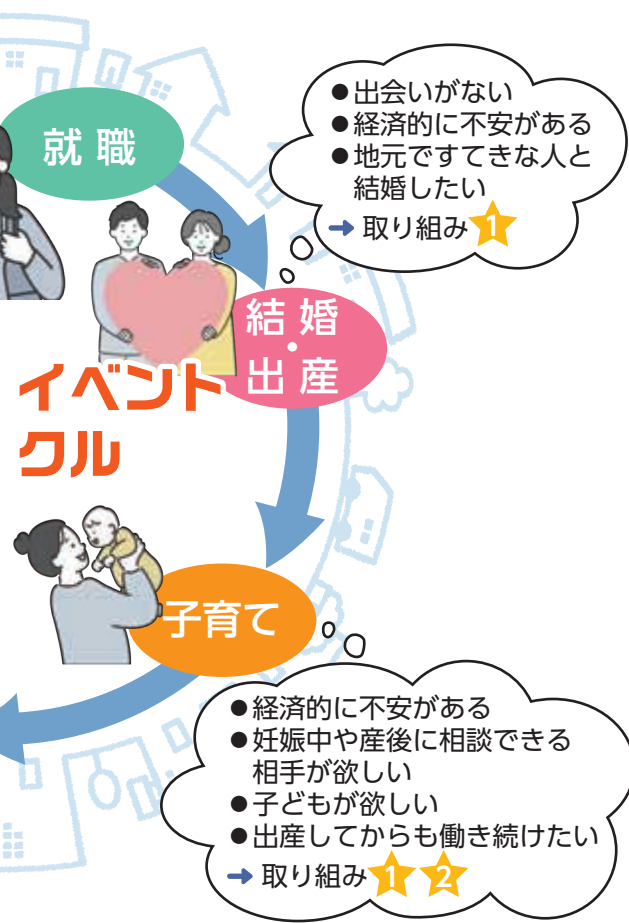 就職
●出会いがない
●経済的に不安がある
●地元ですてきな人と
結婚したい
→ 取り組み1
結婚
・
出産
イベント
クル
子育て
●経済的に不安がある
●妊娠中や産後に相談できる
相手が欲しい
●子どもが欲しい
●出産してからも働き続けたい
→ 取り組み1 2